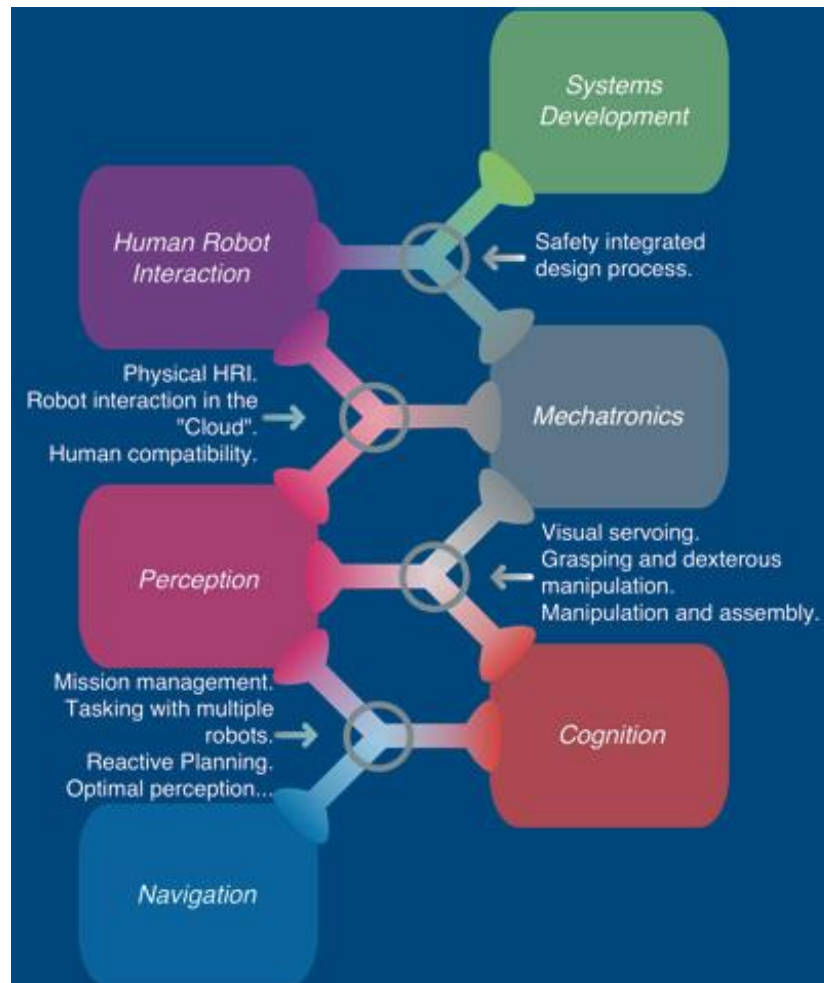 Systems
Development
Human Robot
Interaction
Safety integrated
design process.
Physical HRI.
Robot interaction in the
"Cloud".
Human compatibility.
Mechatronics
Perception
Visual servoing.
Grasping and dexterous
manipulation.
Manipulation and assembly.
Mission management.
Tasking with multiple
robots.
Reactive Planning.
Optimal perception...
Cognition
Navigation